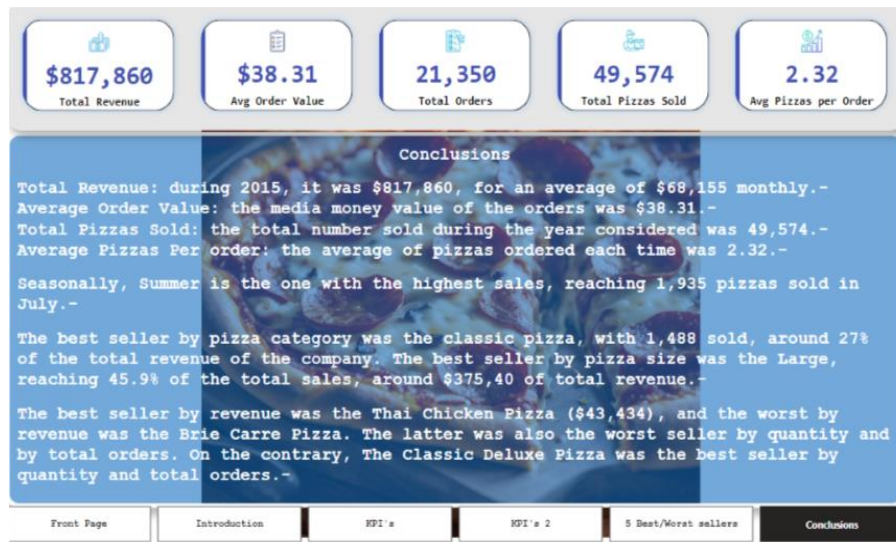 $817,860
Total Revenue
$38.31
Avg Order Value
21,350
Total Orders
49,574
Total Pizzas Sold
2.32
Avg Pizzas per Order
Conclusions
Total Revenue: during 2015, it was $817,860, for an average of $68,155 monthly.-
Average Order Value: the media money value of the orders was $38.31.-
Total Pizzas Sold: the total number sold during the year considered was 49,574.-
Average Pizzas Per order: the average of pizzas ordered each time was 2.32.-
Seasonally, Summer is the one with the highest sales, reaching 1,935 pizzas sold in
July.-
The best seller by pizza category was the classic pizza, with 1,488 sold, around 27%
of the total revenue of the company. The best seller by pizza size was the Large,
reaching 45.9% of the total sales, around $375,40 of total revenue.-
The best seller by revenue was the Thai Chicken Pizza ($43,434), and the worst by
revenue was the Brie Carre Pizza. The latter was also the worst seller by quantity and
by total orders. On the contrary, The Classic Deluxe Pizza was the best seller by
quantity and total orders.-
Front Page
Introduction
KPI's
KPI's 2
5 Best/Worst sellers
Conclusions